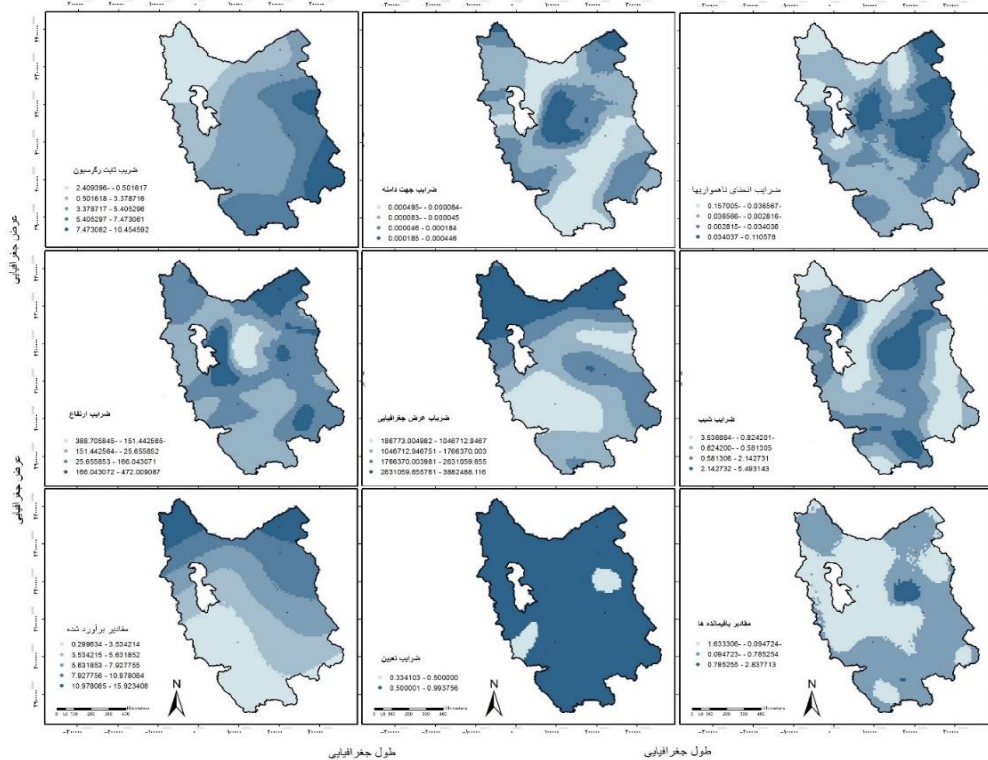 ضریب ثابت رگرسیون
2.409396- - 0.501617
0.501618 - 3.378716
3.378717 - 5.405296
5.405297 - 7.473061
7.473062 - 10.454592
ضرایب جهت دامنه
0.000495- - 0.000084-
0.000083- - 0.000045
0.000046 - 0.000184
0.000185 - 0.000446
ضرایب انحنای ناهمواریها
0.157005- - 0.036567-
0.036566- - 0.002816-
0.002815- - 0.034036
0.034037 - 0.110578
عرض جغرافیایی
ضرایب ارتفاع
388.705845- - 151.442565-
151.442564- - 25.655852
25.655853 - 166.043071
166.043072 - 472.009067
ضریاب عرض جغرافیایی
186773.004982 - 1046712.9467
1046712.946751 - 1766370.003
1766370.003981 - 2631059.655
2631059.655761 - 3882488.116
ضرایب شیب
3.536884- - 0.824201-
0.824200- - 0.581305
0.581306 - 2.142731
2.142732 - 5.493143
عرض جغرافیایی
مقادیر برآورد شده
0.299634 - 3.534214
3.534215 - 5.631852
5.631853 - 7.927755
7.927756 - 10.978084
10.978085 - 15.923408
N
ضرایب تعیین
0.334103 - 0.500000
0.500001 - 0.993756
N
مقادیر باقیمانده ها
1.633306- - 0.094724-
0.094723- - 0.785254
0.785255 - 2.837713
N
طول جغرافیایی
طول جغرافیایی